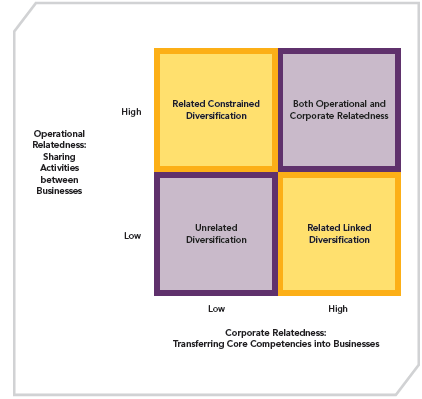 Related Constrained
Diversification
Both Operational and
Corporate Relatedness
High
Operational
Relatedness:
Sharing
Activities
between
Businesses
Unrelated
Diversification
Related Linked
Diversification
Low
Low
High
Corporate Relatedness:
Transferring Core Competencies into Businesses